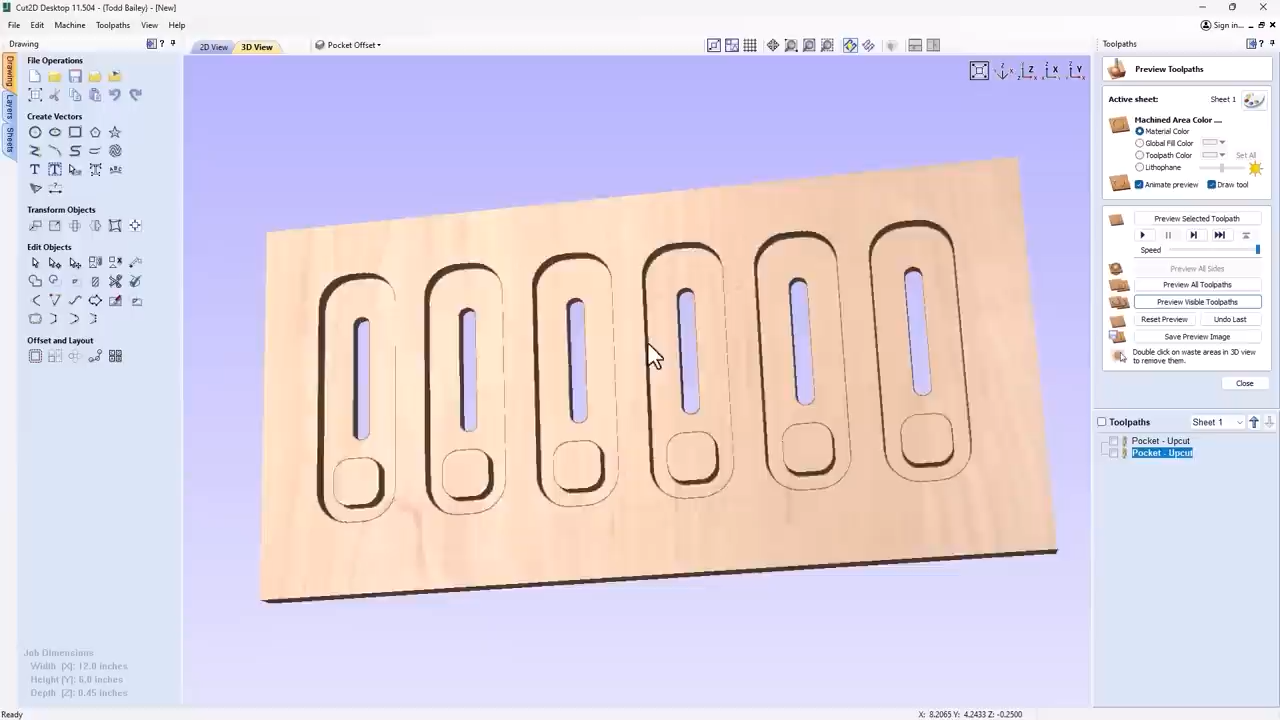 Cut2D Desktop 11.504 - (Todd Bailey) - [New]
File Edit Machine Toolpaths View Help
Sign in...
Drawing
2D View 3D View Pocket Offset
Toolpaths
Drawing
Layers
Sheets
File Operations
Create Vectors
Transform Objects
Edit Objects
Offset and Layout
Job Dimensions
Width [X]: 12.0 inches
Height [Y]: 6.0 inches
Depth [Z]: 0.45 inches
Z X Y
Preview Toolpaths
Active sheet: Sheet 1
Machined Area Color ....
Material Color
Global Fill Color
Toolpath Color Set All
Lithophane
Animate preview Draw tool
Preview Selected Toolpath
Speed
Preview All Sides
Preview All Toolpaths
Preview Visible Toolpaths
Reset Preview Undo Last
Save Preview Image
Double click on waste areas in 3D view
to remove them.
Close
Toolpaths Sheet 1
Pocket - Upcut
Pocket - Upcut
Ready
X: 8.2065 Y: 4.2433 Z: -0.2500